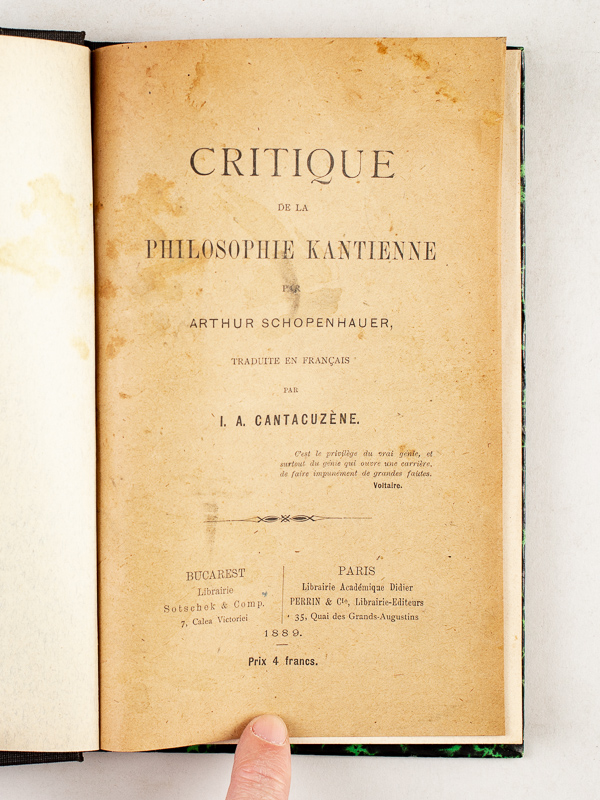 CRITIQUE
DE LA
PHILOSOPHIE KANTIENNE
PAR
ARTHUR SCHOPENHAUER,
TRADUITE EN FRANÇAIS
PAR
I. A. CANTACUZÈNE.
C'est le privilège du vrai génie, et
surtout du génie qui ouvre une carrière,
de faire impunément de grandes fautes.
Voltaire.
BUCAREST
Librairie
Sotschek & Comp.
7, Calea Victoriei
PARIS
Librairie Académique Didier
PERRIN & Cie, Librairie-Editeurs
35, Quai des Grands-Augustins
1889.
Prix 4 francs.